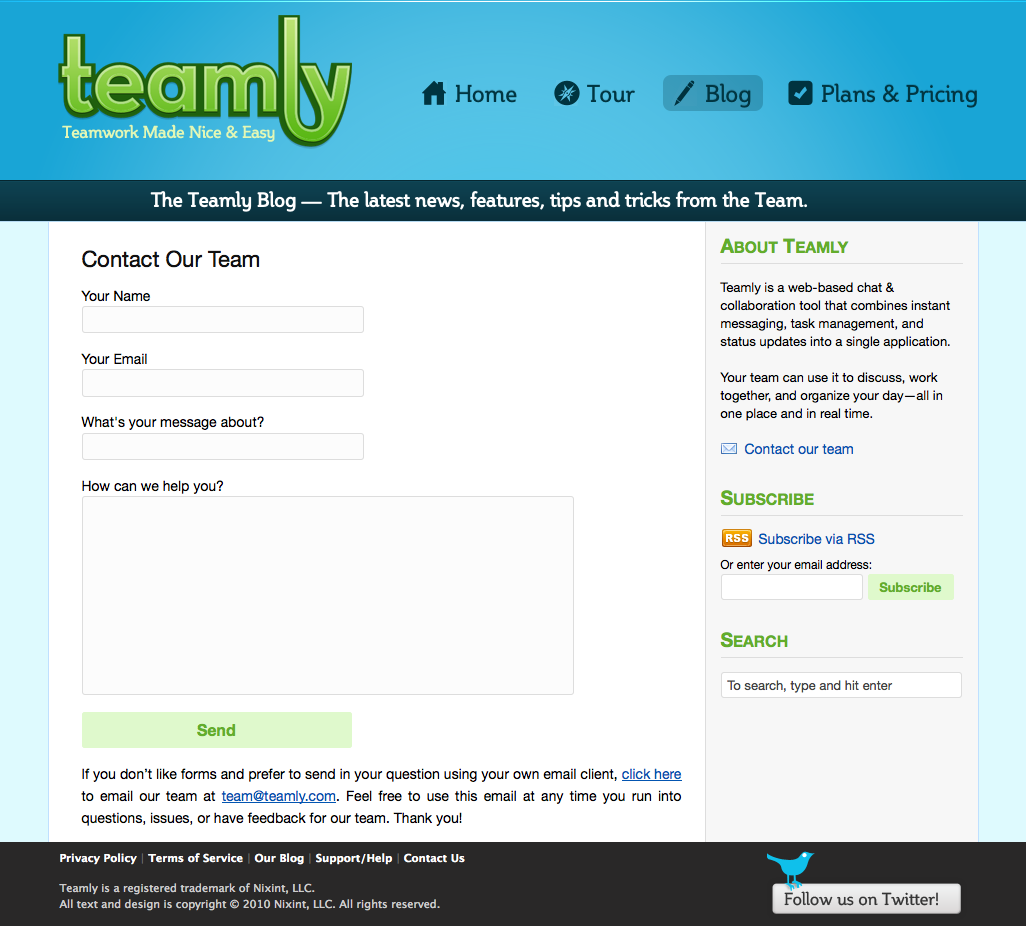 teamly
Teamwork Made Nice & Easy
Home
Tour
Blog
Plans & Pricing
The Teamly Blog — The latest news, features, tips and tricks from the Team.
Contact Our Team
Your Name
Your Email
What's your message about?
How can we help you?
Send
If you don’t like forms and prefer to send in your question using your own email client, click here
to email our team at team@teamly.com. Feel free to use this email at any time you run into
questions, issues, or have feedback for our team. Thank you!
About Teamly
Teamly is a web-based chat &
collaboration tool that combines instant
messaging, task management, and
status updates into a single application.
Your team can use it to discuss, work
together, and organize your day—all in
one place and in real time.
Contact our team
Subscribe
RSS Subscribe via RSS
Or enter your email address:
Subscribe
Search
To search, type and hit enter
Privacy Policy | Terms of Service | Our Blog | Support/Help | Contact Us
Teamly is a registered trademark of Nixint, LLC.
All text and design is copyright © 2010 Nixint, LLC. All rights reserved.
Follow us on Twitter!